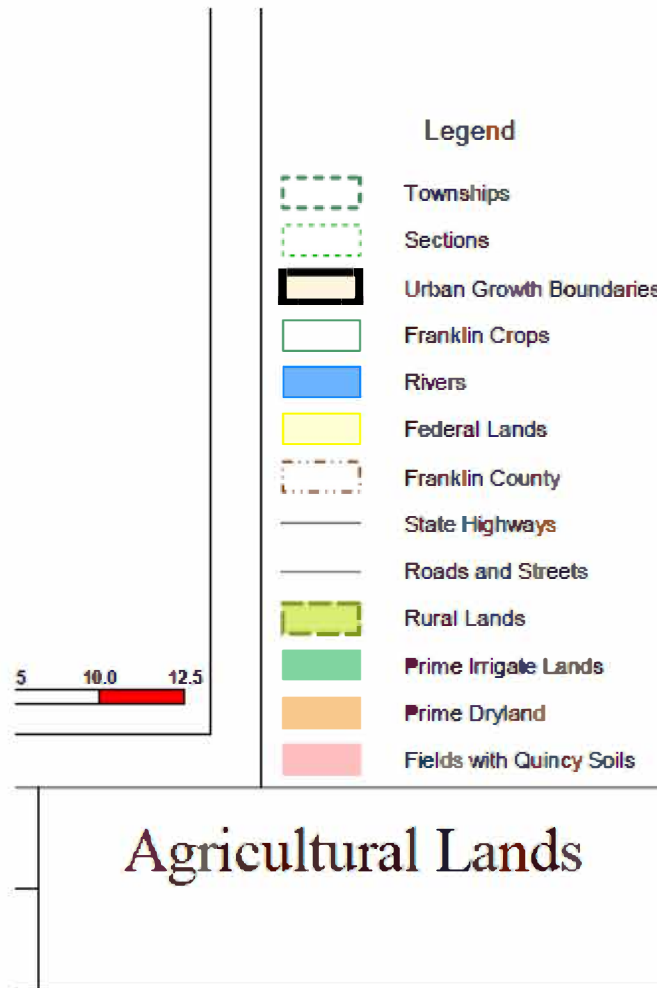 Legend
Townships
Sections
Urban Growth Boundaries
Franklin Crops
Rivers
Federal Lands
Franklin County
State Highways
Roads and Streets
Rural Lands
Prime Irrigate Lands
Prime Dryland
Fields with Quincy Soils
5 10.0 12.5
Agricultural Lands